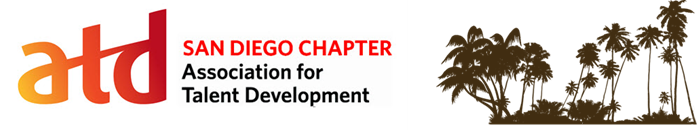 atd
SAN DIEGO CHAPTER
Association for
Talent Development